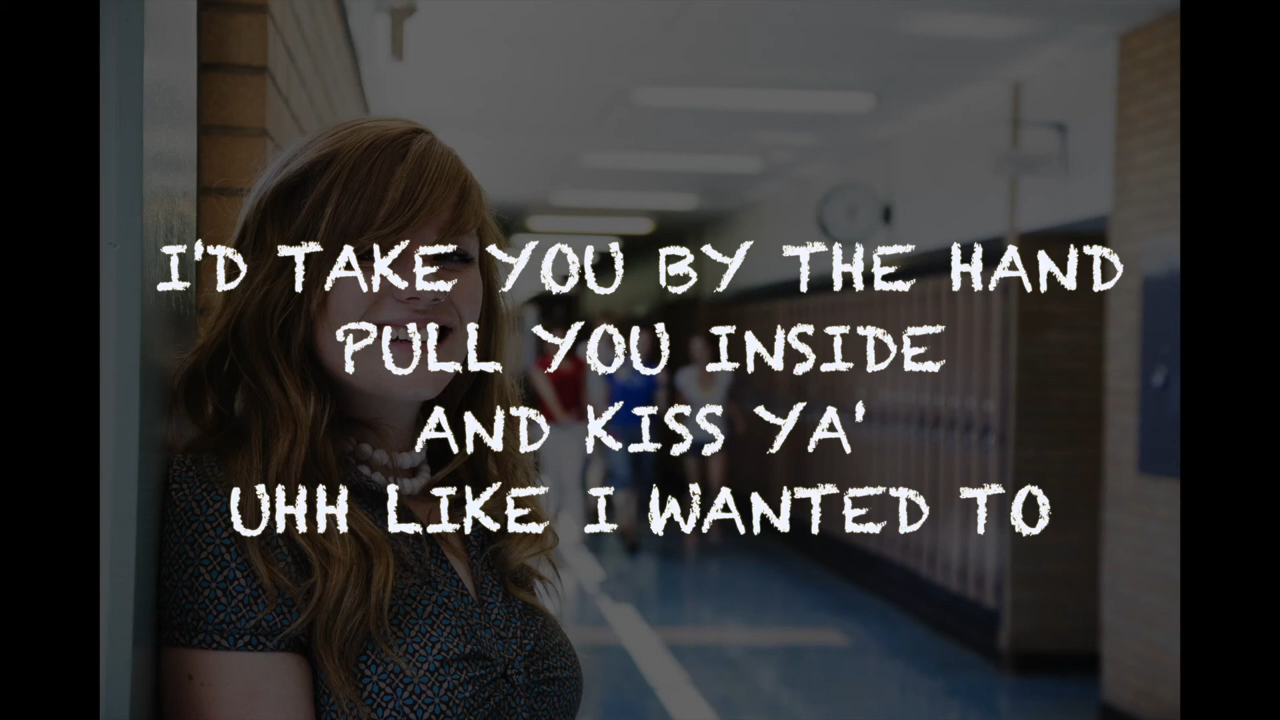 I'D TAKE YOU BY THE HAND
PULL YOU INSIDE
AND KISS YA'
UHH LIKE I WANTED TO